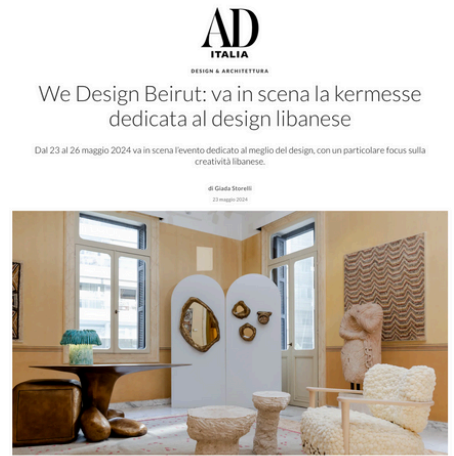 AD
ITALIA
DESIGN & ARCHITETTURA
We Design Beirut: va in scena la kermesse
dedicata al design libanese
Dal 23 al 26 maggio 2024 va in scena l'evento dedicato al meglio del design, con un particolare focus sulla
creatività libanese.
di Giada Storelli
23 maggio 2024